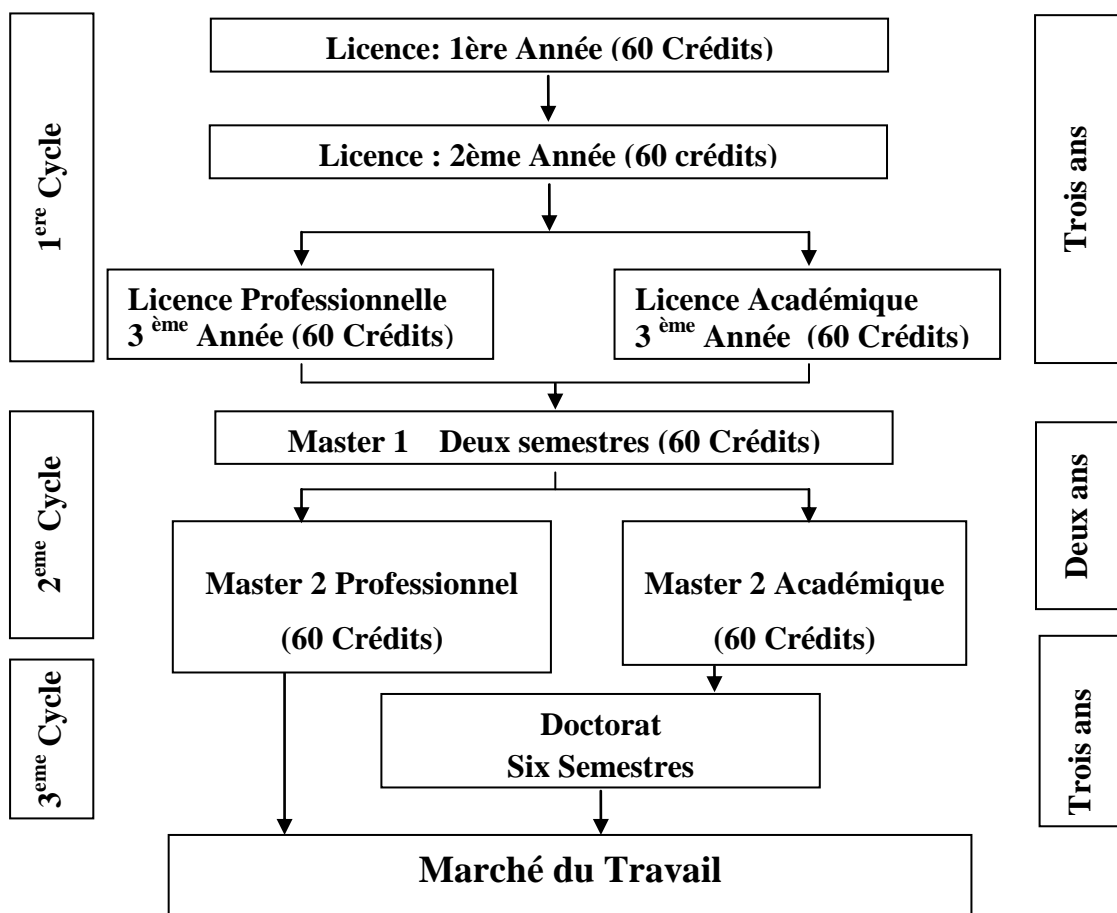 Licence: 1ère Année (60 Crédits)
Licence : 2ème Année (60 crédits)
1ere Cycle
Trois ans
Licence Professionnelle
3 ème Année (60 Crédits)
Licence Académique
3 ème Année (60 Crédits)
Master 1 Deux semestres (60 Crédits)
2eme Cycle
Deux ans
Master 2 Professionnel
(60 Crédits)
Master 2 Académique
(60 Crédits)
3eme Cycle
Trois ans
Doctorat
Six Semestres
Marché du Travail